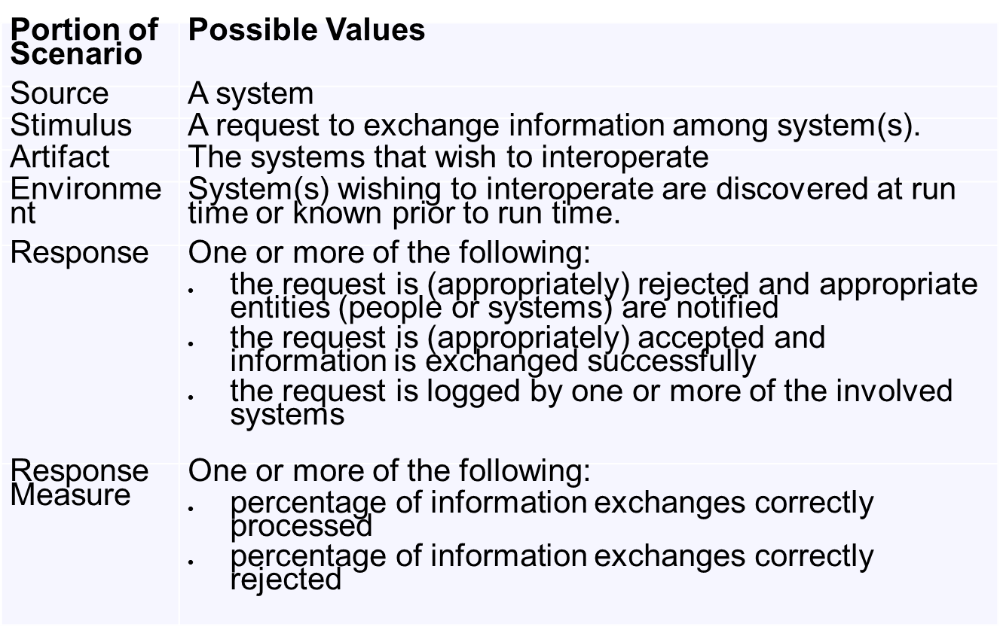 Portion of Scenario
Possible Values
Source
A system
Stimulus
A request to exchange information among system(s).
Artifact
The systems that wish to interoperate
Environme
nt
System(s) wishing to interoperate are discovered at run
time or known prior to run time.
Response
One or more of the following:
• the request is (appropriately) rejected and appropriate
entities (people or systems) are notified
• the request is (appropriately) accepted and
information is exchanged successfully
• the request is logged by one or more of the involved
systems
Response
Measure
One or more of the following:
• percentage of information exchanges correctly
processed
• percentage of information exchanges correctly
rejected